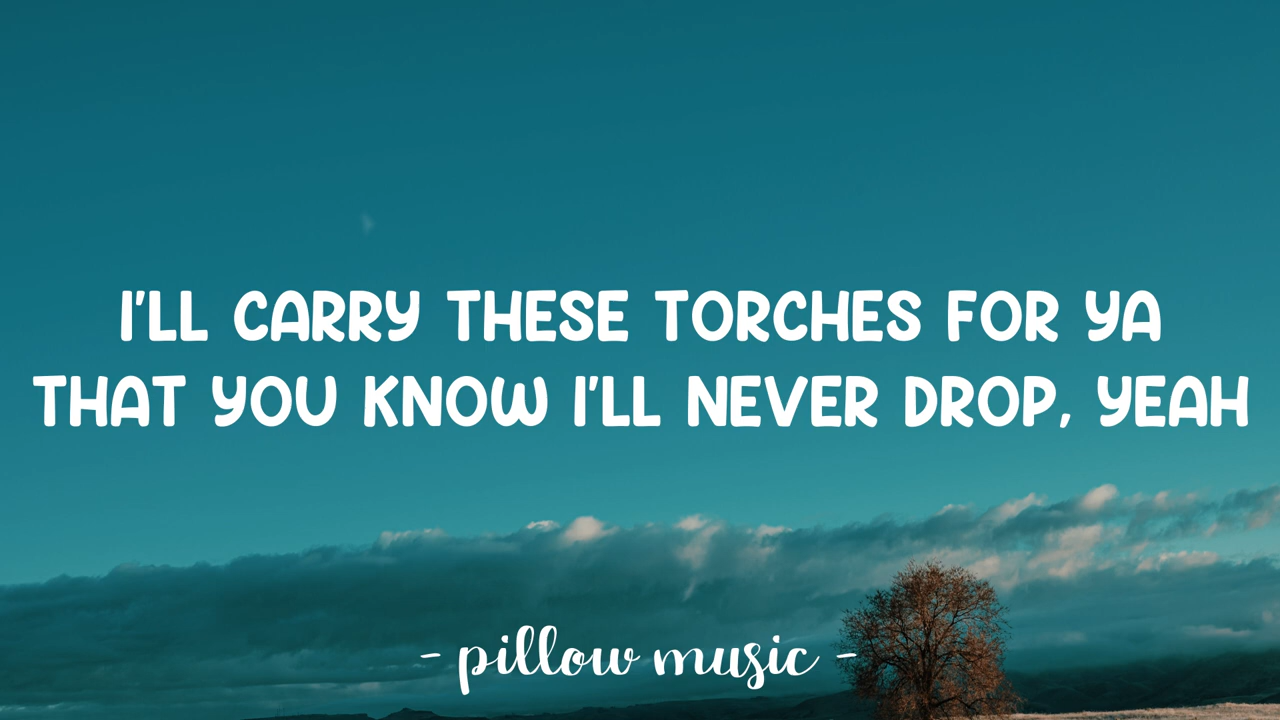 I'LL CARRY THESE TORCHES FOR YA
THAT YOU KNOW I'LL NEVER DROP, YEAH
- pillow music -